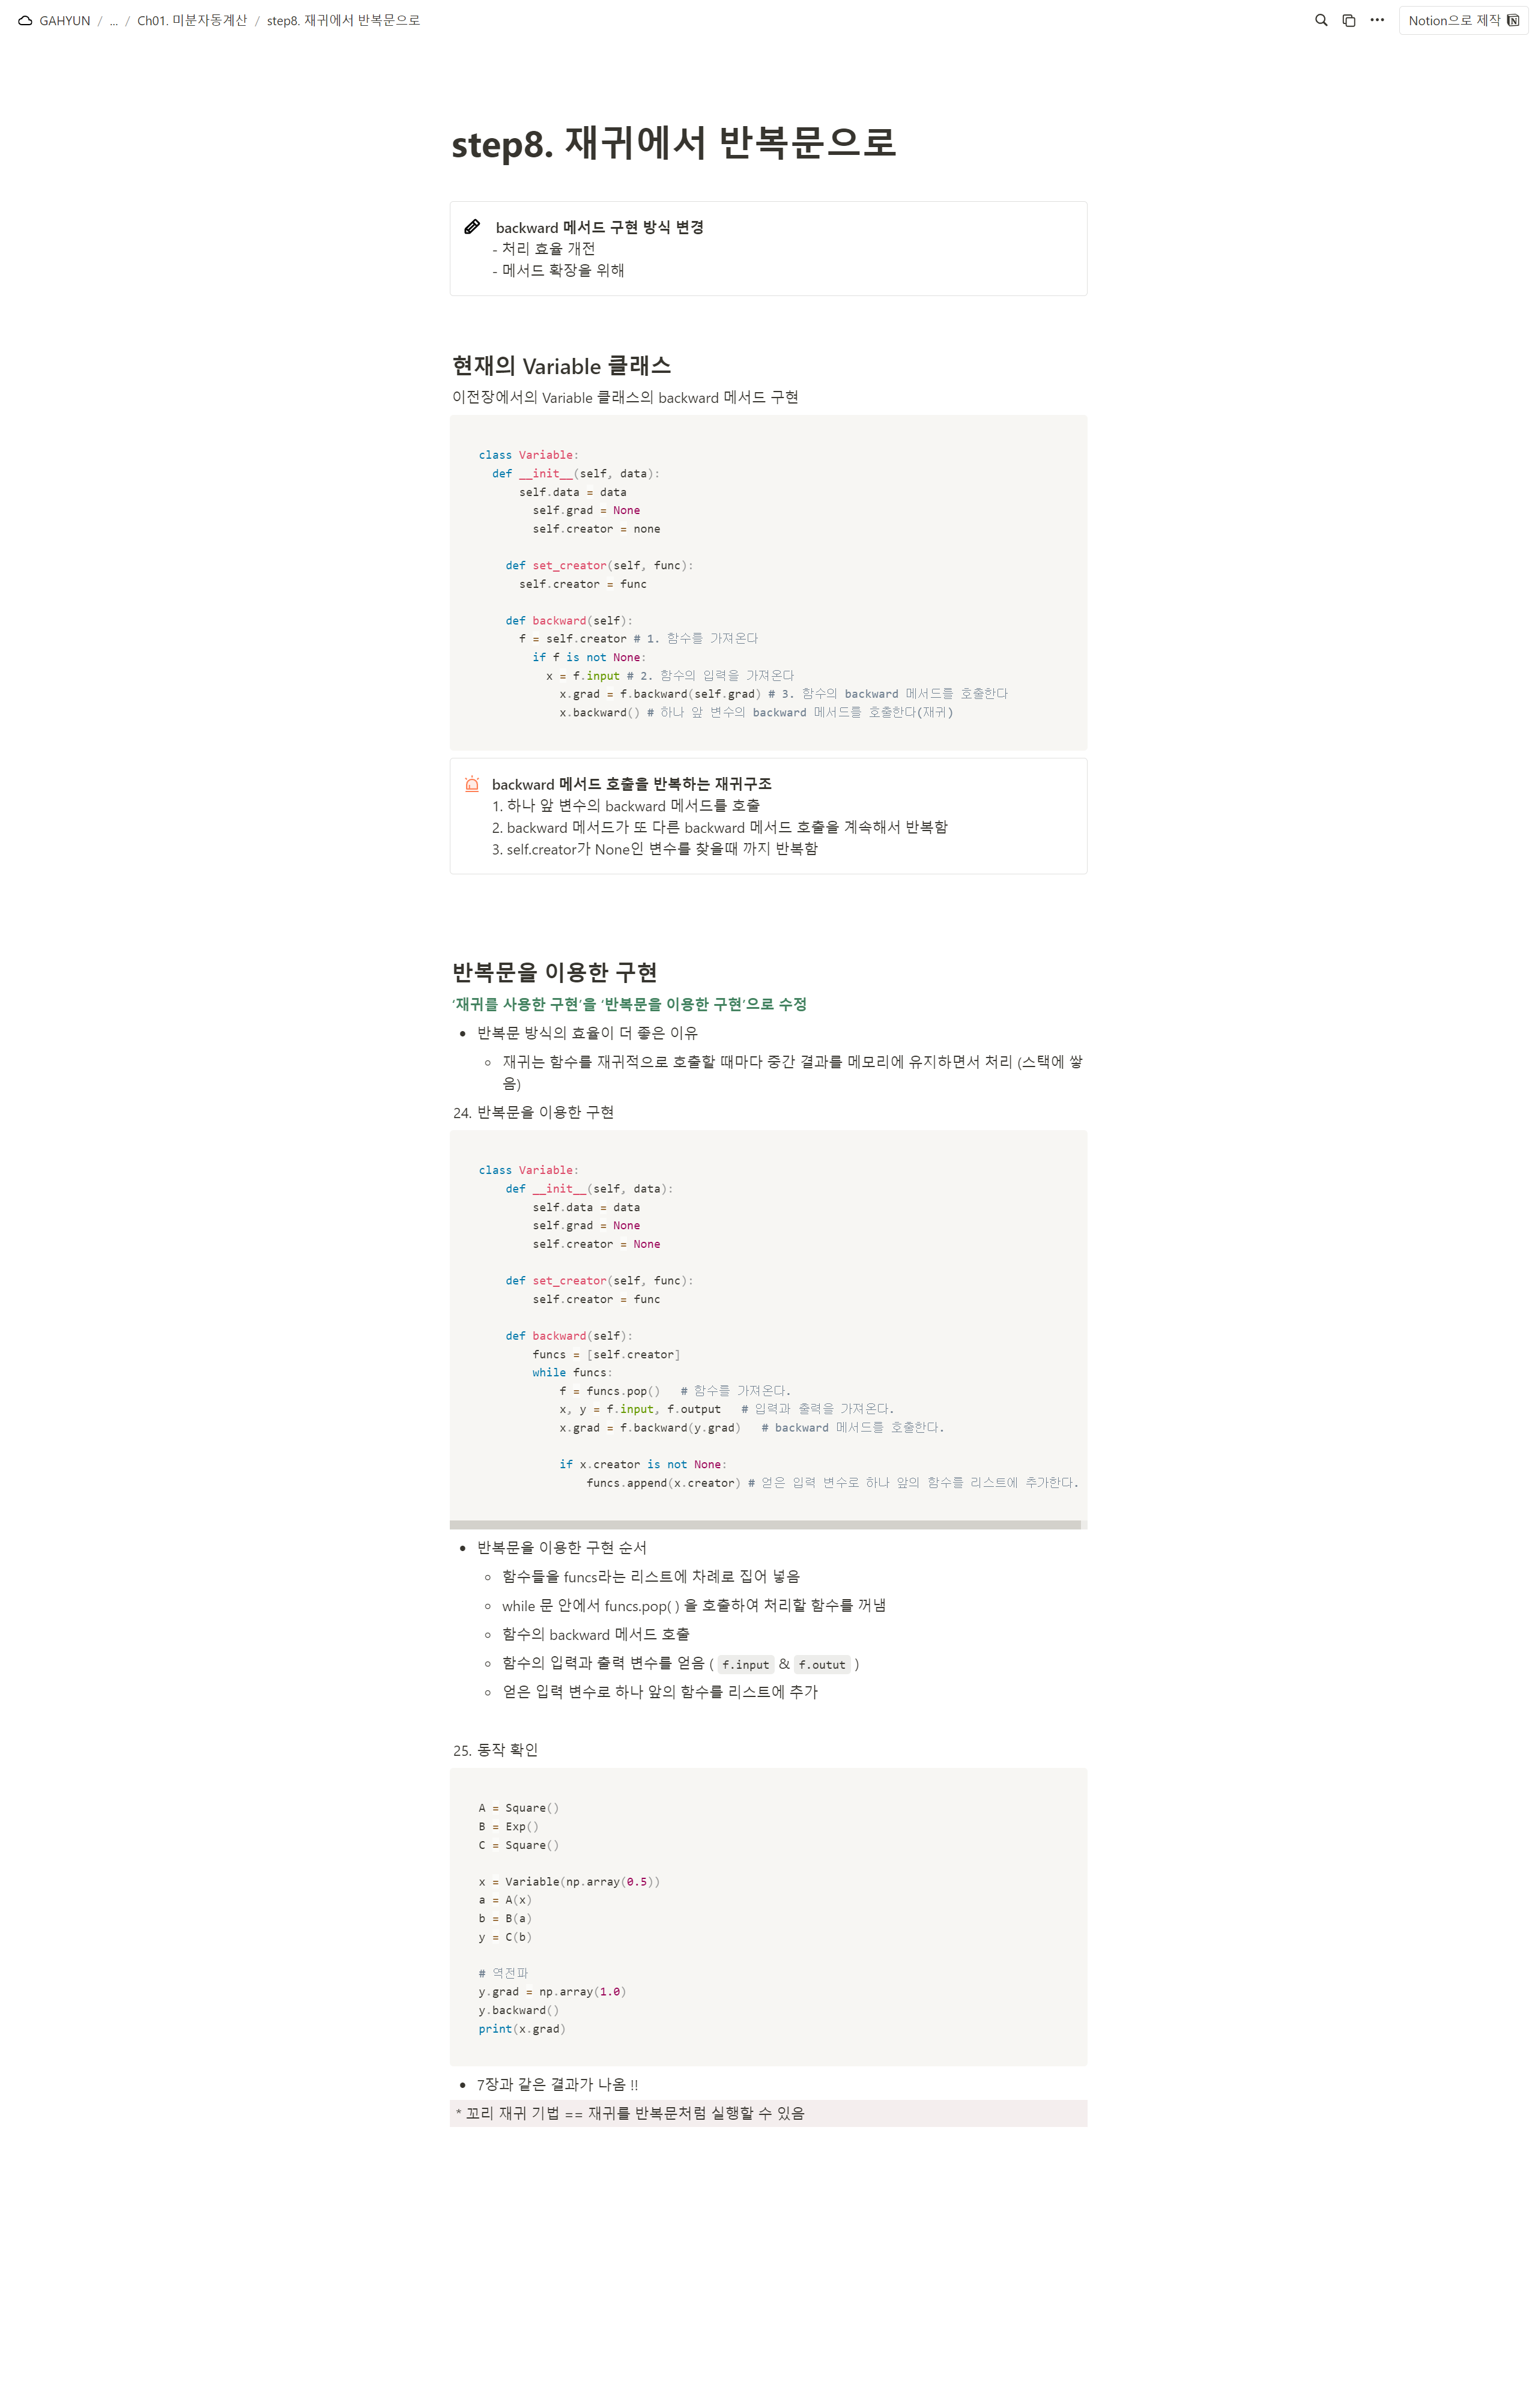 GAHYUN / ... / Ch01. 미분자동계산 / step8. 재귀에서 반복문으로
Notion으로 제작
step8. 재귀에서 반복문으로
backward 메서드 구현 방식 변경
- 처리 효율 개전
- 메서드 확장을 위해
현재의 Variable 클래스
이전장에서의 Variable 클래스의 backward 메서드 구현
class Variable:
  def __init__(self, data):
      self.data = data
        self.grad = None
        self.creator = none

    def set_creator(self, func):
      self.creator = func

    def backward(self):
      f = self.creator # 1. 함수를 가져온다
        if f is not None:
          x = f.input # 2. 함수의 입력을 가져온다
            x.grad = f.backward(self.grad) # 3. 함수의 backward 메서드를 호출한다
            x.backward() # 하나 앞 변수의 backward 메서드를 호출한다(재귀)
backward 메서드 호출을 반복하는 재귀구조
1. 하나 앞 변수의 backward 메서드를 호출
2. backward 메서드가 또 다른 backward 메서드 호출을 계속해서 반복함
3. self.creator가 None인 변수를 찾을때 까지 반복함
반복문을 이용한 구현
'재귀를 사용한 구현'을 '반복문을 이용한 구현'으로 수정
• 반복문 방식의 효율이 더 좋은 이유
◦ 재귀는 함수를 재귀적으로 호출할 때마다 중간 결과를 메모리에 유지하면서 처리 (스택에 쌓
음)
24. 반복문을 이용한 구현
class Variable:
    def __init__(self, data):
        self.data = data
        self.grad = None
        self.creator = None

    def set_creator(self, func):
        self.creator = func

    def backward(self):
        funcs = [self.creator]
        while funcs:
            f = funcs.pop()   # 함수를 가져온다.
            x, y = f.input, f.output   # 입력과 출력을 가져온다.
            x.grad = f.backward(y.grad)   # backward 메서드를 호출한다.

            if x.creator is not None:
                funcs.append(x.creator) # 얻은 입력 변수로 하나 앞의 함수를 리스트에 추가한다.
• 반복문을 이용한 구현 순서
◦ 함수들을 funcs라는 리스트에 차례로 집어 넣음
◦ while 문 안에서 funcs.pop( ) 을 호출하여 처리할 함수를 꺼냄
◦ 함수의 backward 메서드 호출
◦ 함수의 입력과 출력 변수를 얻음 ( f.input & f.outut )
◦ 얻은 입력 변수로 하나 앞의 함수를 리스트에 추가
25. 동작 확인
A = Square()
B = Exp()
C = Square()

x = Variable(np.array(0.5))
a = A(x)
b = B(a)
y = C(b)

# 역전파
y.grad = np.array(1.0)
y.backward()
print(x.grad)
• 7장과 같은 결과가 나옴 !!
* 꼬리 재귀 기법 == 재귀를 반복문처럼 실행할 수 있음